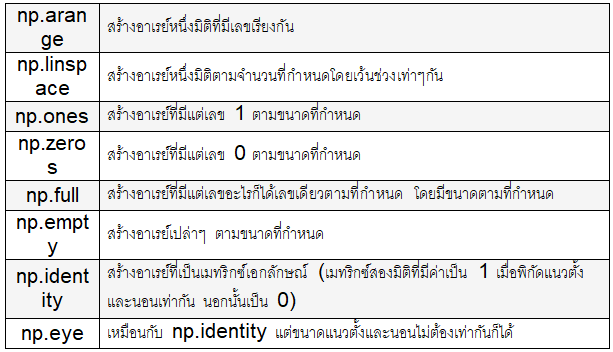 np.aran
ge
สร้างอาเรย์หนึ่งมิติที่มีเลขเรียงกัน
np.linsp
ace
สร้างอาเรย์หนึ่งมิติตามจำนวนที่กำหนดโดยเว้นช่วงเท่าๆกัน
np.ones
สร้างอาเรย์ที่มีแต่เลข 1 ตามขนาดที่กำหนด
np.zero
s
สร้างอาเรย์ที่มีแต่เลข 0 ตามขนาดที่กำหนด
np.full
สร้างอาเรย์ที่มีแต่เลขอะไรก็ได้เลขเดียวตามที่กำหนด โดยมีขนาดตามที่กำหนด
np.empt
y
สร้างอาเรย์เปล่าๆ ตามขนาดที่กำหนด
np.ident
ity
สร้างอาเรย์ที่เป็นเมทริกซ์เอกลักษณ์ (เมทริกซ์สองมิติที่มีค่าเป็น 1 เมื่อพิกัดแนวตั้ง
และนอนเท่ากัน นอกนั้นเป็น 0)
np.eye
เหมือนกับ np.identity แต่ขนาดแนวตั้งและนอนไม่ต้องเท่ากันก็ได้